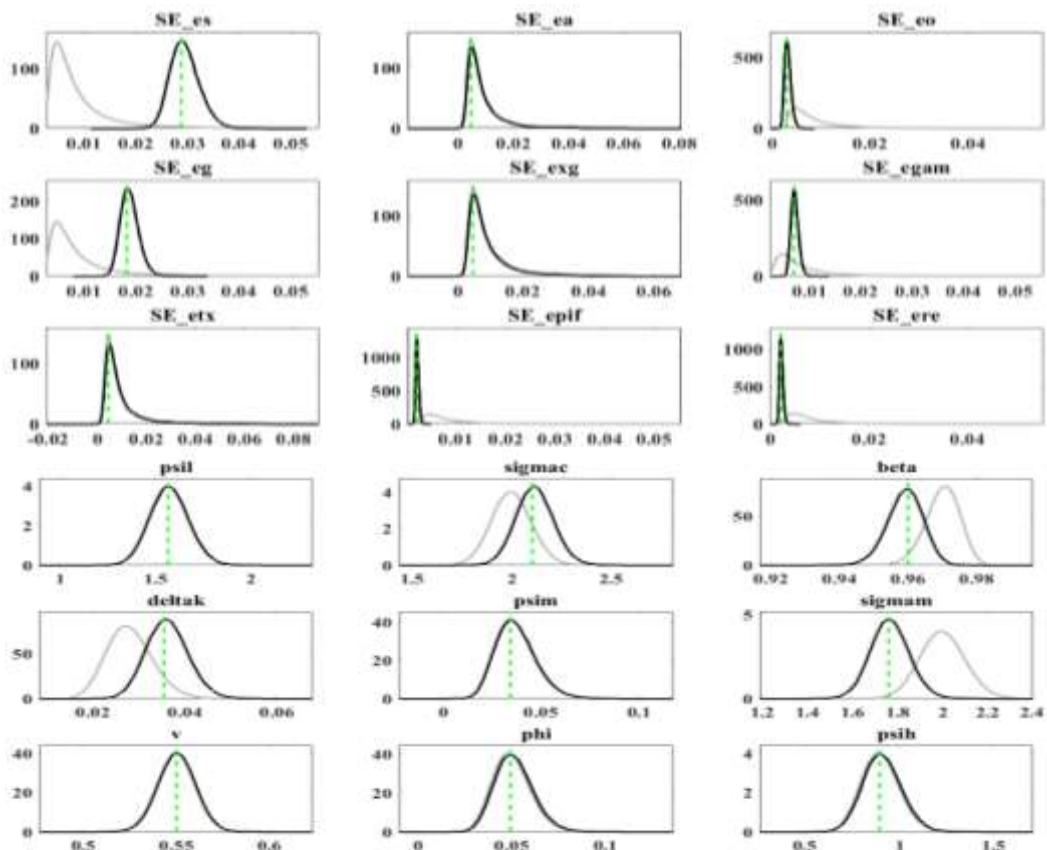 SE_es SE_ea SE_eo
100 100 500
0 0 0
0.01 0.02 0.03 0.04 0.05 0 0.02 0.04 0.06 0.08 0 0.02 0.04
SE_eg SE_exg SE_egam
200 100 500
100
0 0 0
0.01 0.02 0.03 0.04 0.05 0 0.02 0.04 0.06 0.01 0.02 0.03 0.04 0.05
SE_etx SE_epif SE_ere
100 1000 1000
500 500
0 0 0
-0.02 0 0.02 0.04 0.06 0.08 0.01 0.02 0.03 0.04 0.05 0 0.02 0.04
psil sigmac beta
4 4 50
2 2
0 0 0
1 1.5 2 1.5 2 2.5 0.92 0.94 0.96 0.98
deltak psim sigmam
50 40 5
20
0 0 0
0.02 0.04 0.06 0 0.05 0.1 1.2 1.4 1.6 1.8 2 2.2 2.4
v phi psih
40 40 4
20 20 2
0 0 0
0.5 0.55 0.6 0 0.05 0.1 0.5 1 1.5